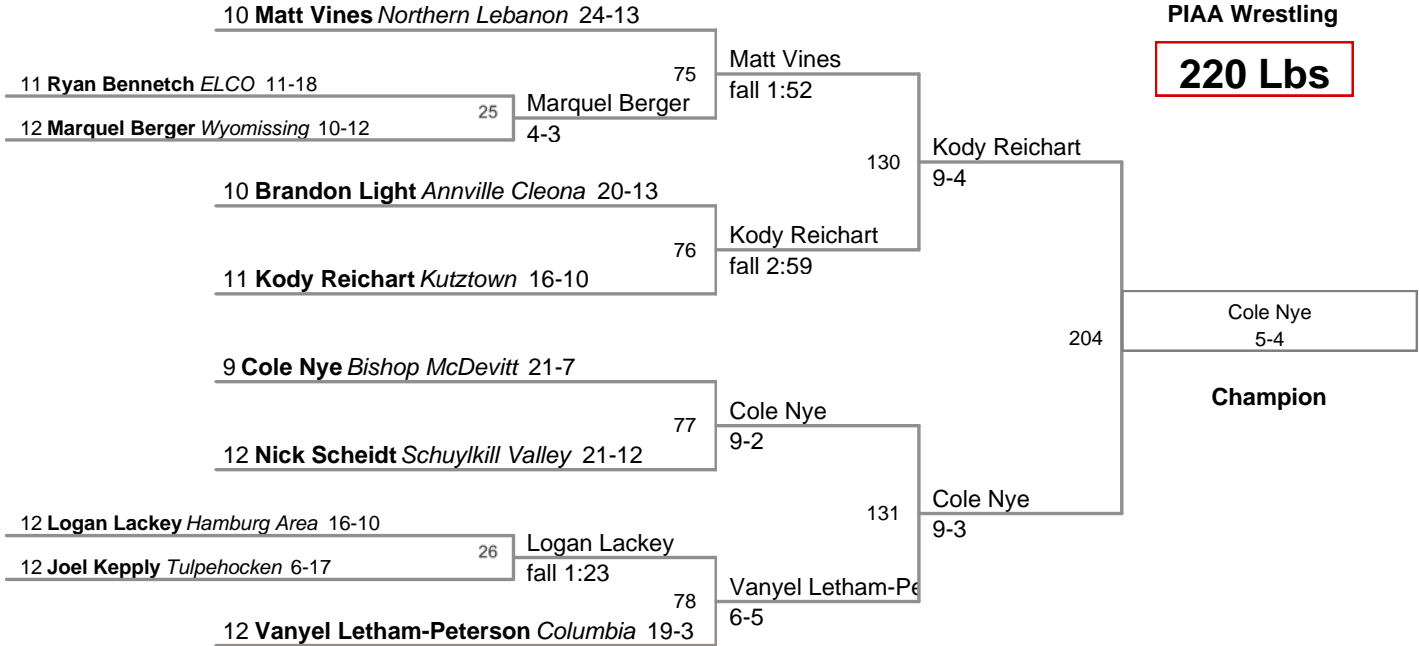 10 Matt Vines Northern Lebanon 24-13
PIAA Wrestling
220 Lbs
75
Matt Vines
fall 1:52
11 Ryan Bennetch ELCO 11-18
25
Marquel Berger
4-3
12 Marquel Berger Wyomissing 10-12
130
Kody Reichart
9-4
10 Brandon Light Annville Cleona 20-13
76
Kody Reichart
fall 2:59
11 Kody Reichart Kutztown 16-10
204
Cole Nye
5-4
Champion
9 Cole Nye Bishop McDevitt 21-7
77
Cole Nye
9-2
12 Nick Scheidt Schuylkill Valley 21-12
131
Cole Nye
9-3
12 Logan Lackey Hamburg Area 16-10
26
Logan Lackey
fall 1:23
12 Joel Kepply Tulpehocken 6-17
78
Vanyel Letham-Pe
6-5
12 Vanyel Letham-Peterson Columbia 19-3